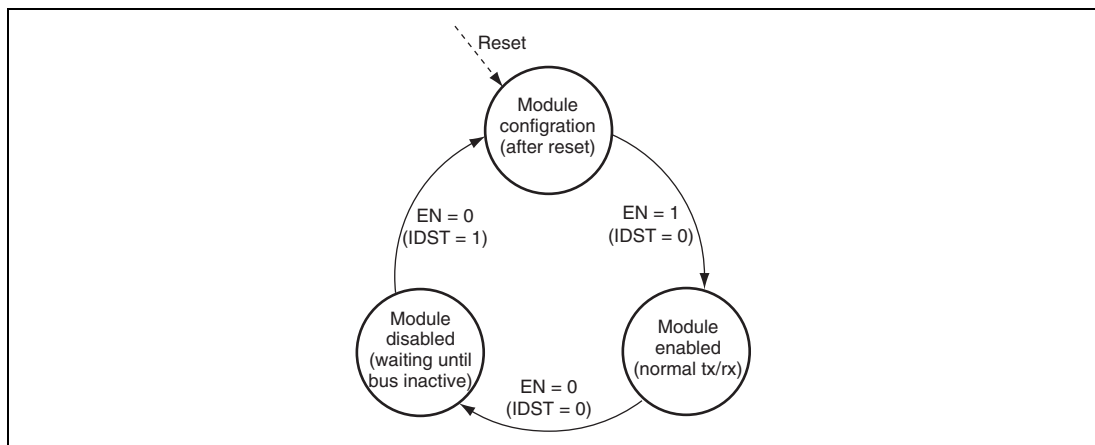 Reset
Module
configration
(after reset)
EN = 0
(IDST = 1)
EN = 1
(IDST = 0)
Module
disabled
(waiting until
bus inactive)
Module
enabled
(normal tx/rx)
EN = 0
(IDST = 0)